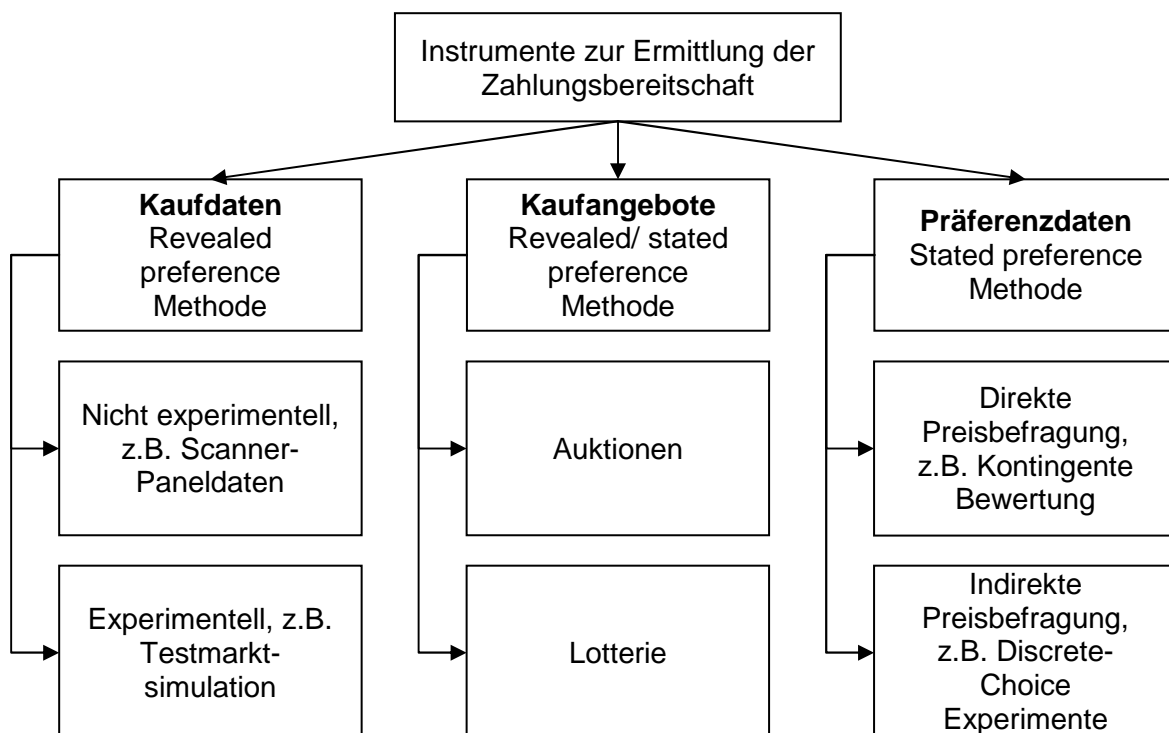 Instrumente zur Ermittlung der
Zahlungsbereitschaft
Kaufdaten
Revealed
preference
Methode
Kaufangebote
Revealed/ stated
preference
Methode
Präferenzdaten
Stated preference
Methode
Nicht experimentell,
z.B. Scanner-
Paneldaten
Auktionen
Direkte
Preisbefragung,
z.B. Kontingente
Bewertung
Experimentell, z.B.
Testmarkt-
simulation
Lotterie
Indirekte
Preisbefragung,
z.B. Discrete-
Choice
Experimente